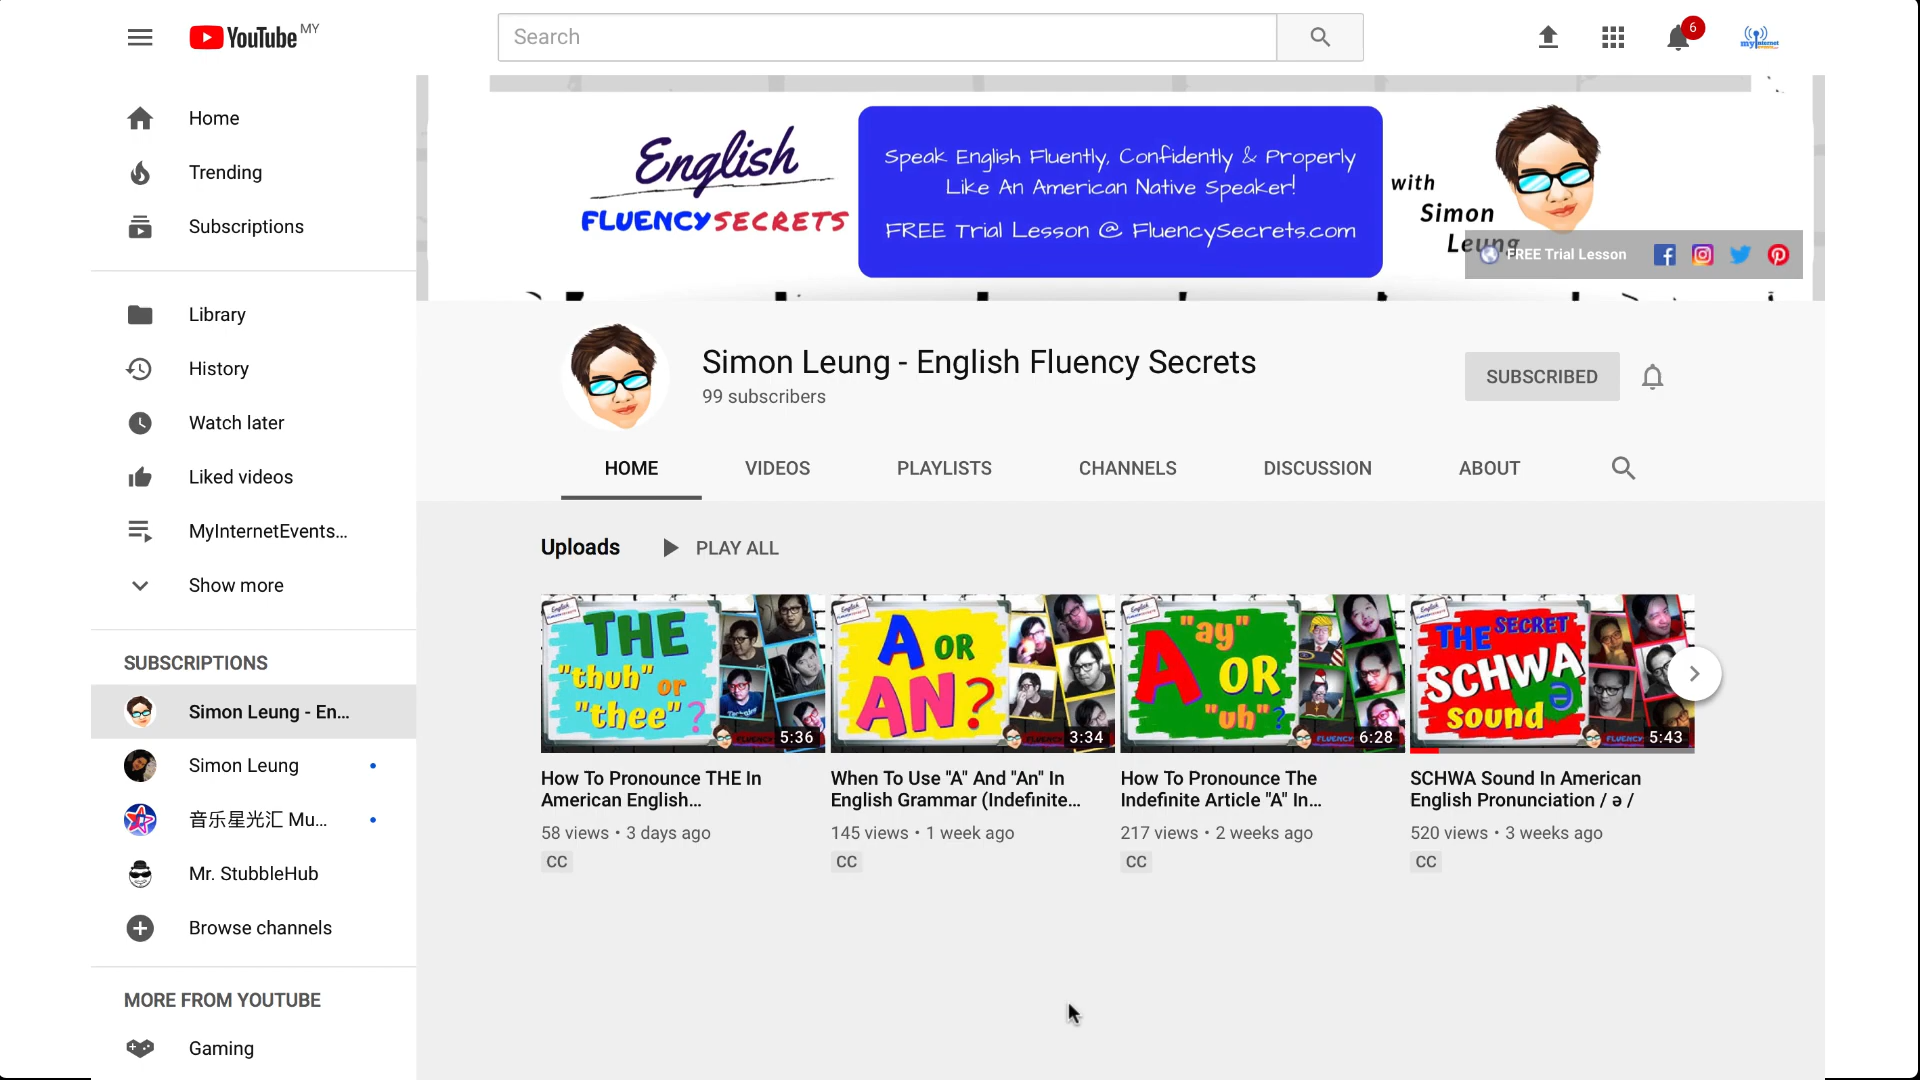 YouTube MY
Search
6
Home
Trending
Subscriptions
Library
History
Watch later
Liked videos
MyInternetEvents...
Show more
SUBSCRIPTIONS
Simon Leung - En...
Simon Leung
音乐星光汇 Mu...
Mr. StubbleHub
Browse channels
MORE FROM YOUTUBE
Gaming
English
FLUENCYSECRETS
Speak English Fluently, Confidently & Properly
Like An American Native Speaker!
FREE Trial Lesson @ FluencySecrets.com
with
Simon
Leung
FREE Trial Lesson
Simon Leung - English Fluency Secrets
99 subscribers
SUBSCRIBED
HOME
VIDEOS
PLAYLISTS
CHANNELS
DISCUSSION
ABOUT
Uploads
PLAY ALL
THE
"thuh" or
"thee"?
5:36
How To Pronounce THE In
American English...
58 views • 3 days ago
CC
A OR
AN?
3:34
When To Use "A" And "An" In
English Grammar (Indefinite...
145 views • 1 week ago
CC
"ay"
A OR
"uh"?
6:28
How To Pronounce The
Indefinite Article "A" In...
217 views • 2 weeks ago
CC
THE SECRET
SCHWA
sound ə
5:43
SCHWA Sound In American
English Pronunciation / ə /
520 views • 3 weeks ago
CC